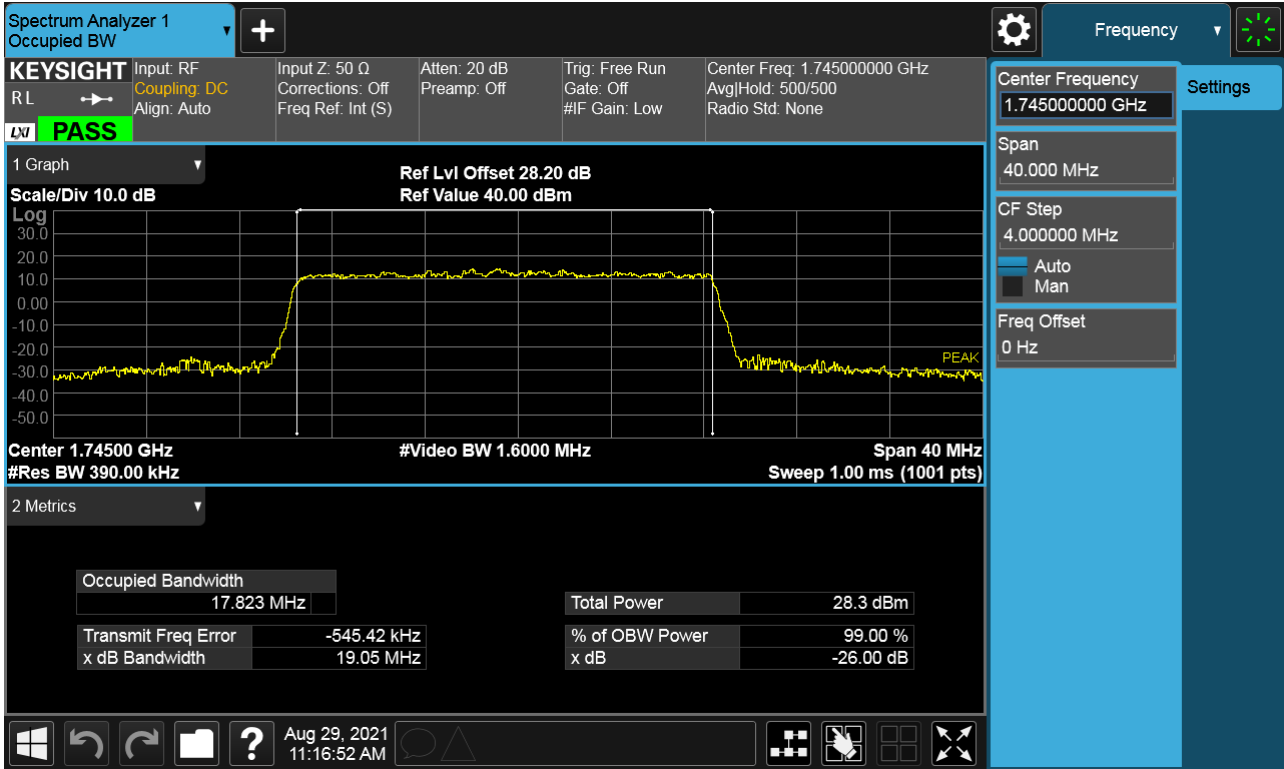 Spectrum Analyzer 1
Occupied BW
▼
+
Frequency
▼
KEYSIGHT
R L
LXI
PASS
Input: RF
Coupling: DC
Align: Auto
Input Z: 50 Ω
Corrections: Off
Freq Ref: Int (S)
Atten: 20 dB
Preamp: Off
Trig: Free Run
Gate: Off
#IF Gain: Low
Center Freq: 1.745000000 GHz
Avg|Hold: 500/500
Radio Std: None
1 Graph
▼
Scale/Div 10.0 dB
Ref Lvl Offset 28.20 dB
Ref Value 40.00 dBm
Log
30.0
20.0
10.0
0.00
-10.0
-20.0
-30.0
-40.0
-50.0
PEAK
Center 1.74500 GHz
#Video BW 1.6000 MHz
Span 40 MHz
#Res BW 390.00 kHz
Sweep 1.00 ms (1001 pts)
2 Metrics
▼
Occupied Bandwidth
17.823 MHz
Transmit Freq Error -545.42 kHz
x dB Bandwidth 19.05 MHz
Total Power 28.3 dBm
% of OBW Power 99.00 %
x dB -26.00 dB
?
Aug 29, 2021
11:16:52 AM
Center Frequency
1.745000000 GHz
Span
40.000 MHz
CF Step
4.000000 MHz
Auto
Man
Freq Offset
0 Hz
Settings